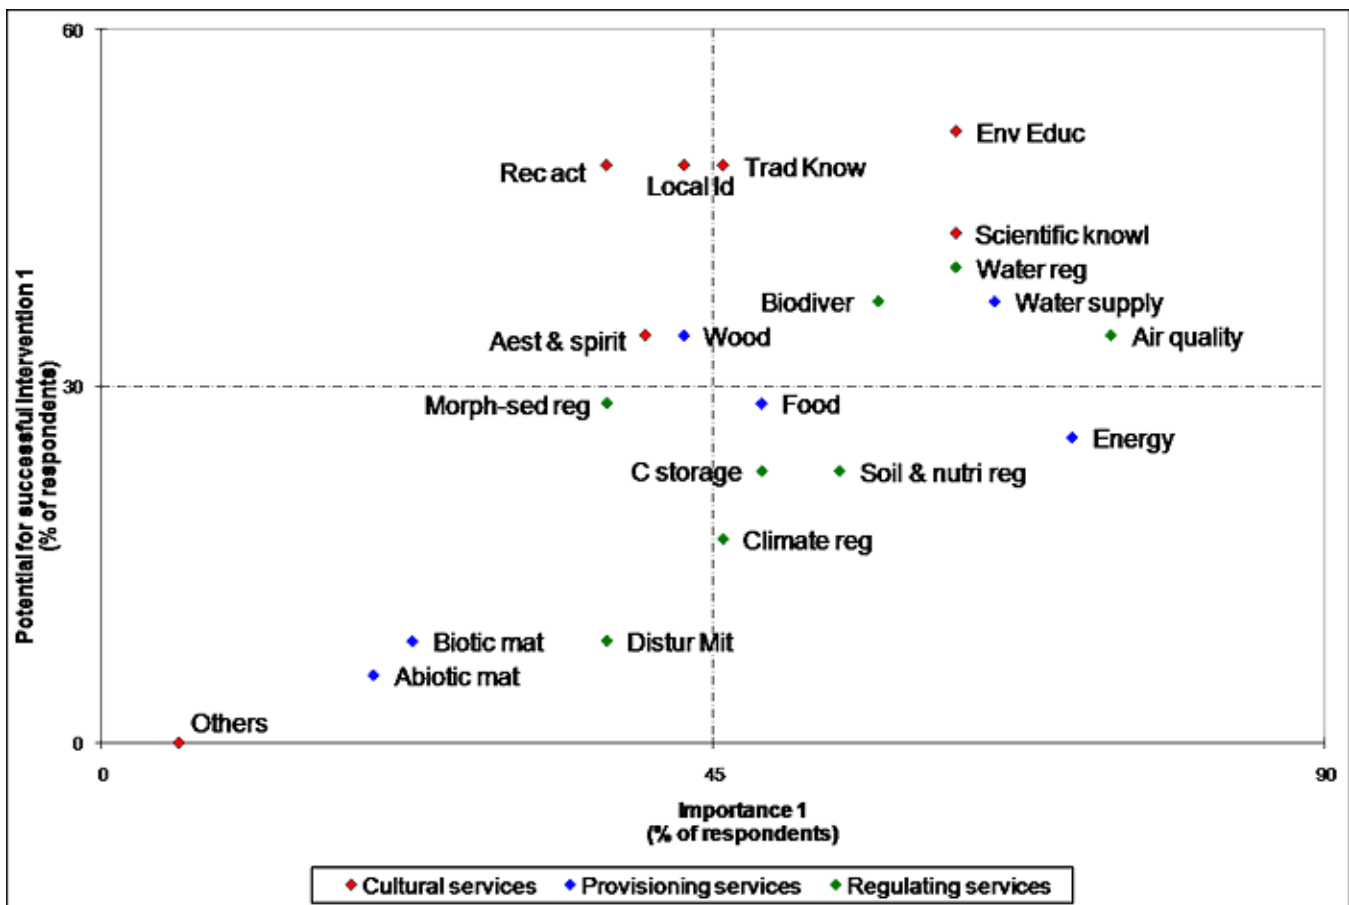 60
Env Educ
Rec act
Trad Know
Local Id
Scientific knowl
Water reg
Biodiver
Water supply
Aest & spirit
Wood
Air quality
30
Morph-sed reg
Food
Energy
C storage
Soil & nutri reg
Climate reg
Biotic mat
Distur Mit
Abiotic mat
Others
0
Potential for successful intervention 1
(% of respondents)
0
45
90
Importance 1
(% of respondents)
Cultural services
Provisioning services
Regulating services